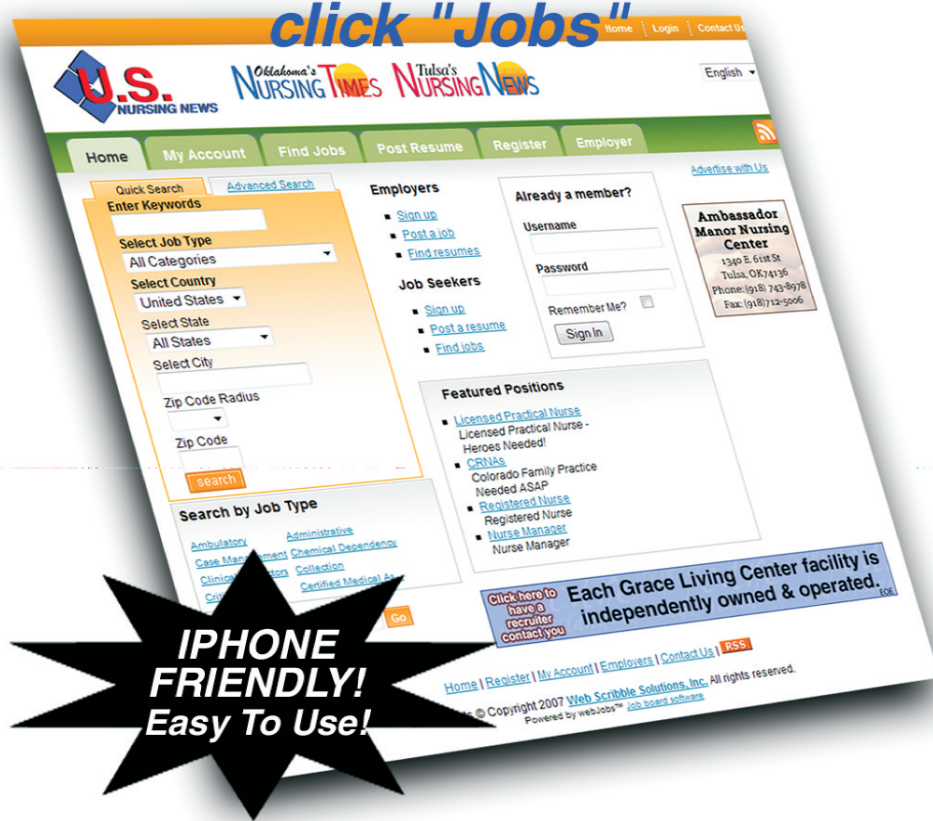 click "Jobs"
Home Login Contact Us
U.S.
NURSING NEWS
Oklahoma's
NURSING TIMES
Tulsa's
NURSING NEWS
English
Home My Account Find Jobs Post Resume Register Employer
Advertise with Us
Quick Search Advanced Search
Enter Keywords
Select Job Type
All Categories
Select Country
United States
Select State
All States
Select City
Zip Code Radius
Zip Code
search
Employers
Sign up
Post a job
Find resumes
Job Seekers
Sign up
Post a resume
Find jobs
Already a member?
Username
Password
Remember Me?
Sign In
Ambassador
Manor Nursing
Center
1340 E. 61st St
Tulsa, OK 74136
Phone: (918) 743-8978
Fax: (918)712-5006
Featured Positions
Licensed Practical Nurse
Licensed Practical Nurse -
Heroes Needed!
CRNAs
Colorado Family Practice
Needed ASAP
Registered Nurse
Registered Nurse
Nurse Manager
Nurse Manager
Search by Job Type
Ambulatory Administrative
Case Management Chemical Dependency
Collection
Certified Medical
Go
Click here to
have a
recruiter
contact you
Each Grace Living Center facility is
independently owned & operated.
EOE
IPHONE
FRIENDLY!
Easy To Use!
Home | Register | My Account | Employers | Contact Us | RSS
© Copyright 2007 Web Scribble Solutions, Inc. All rights reserved.
Powered by webJobs™ Job board software